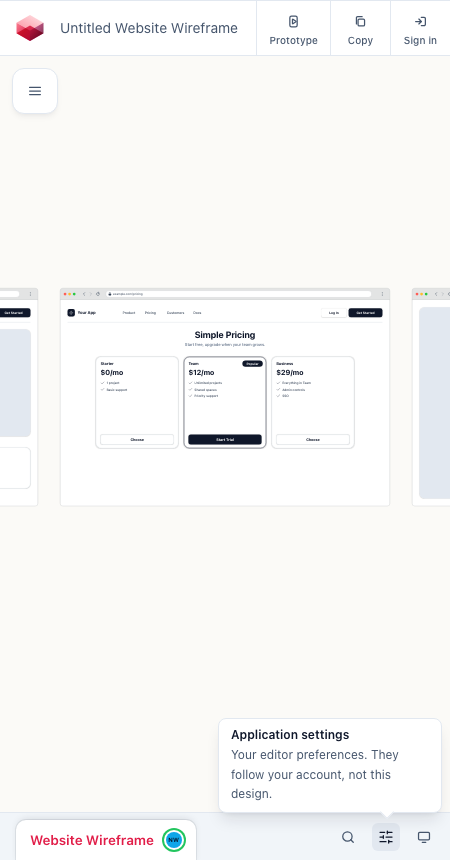 Untitled Website Wireframe
Prototype
Copy
Sign in
Get Started
example.com/pricing
Your App
Product
Pricing
Customers
Docs
Log In
Get Started
Simple Pricing
Start free, upgrade when your team grows
Starter
$0/mo
1 project
Basic support
Choose
Team
Popular
$12/mo
Unlimited projects
Shared spaces
Priority support
Start Trial
Business
$29/mo
Everything in Team
Admin controls
SSO
Choose
Application settings
Your editor preferences. They
follow your account, not this
design.
Website Wireframe
NW